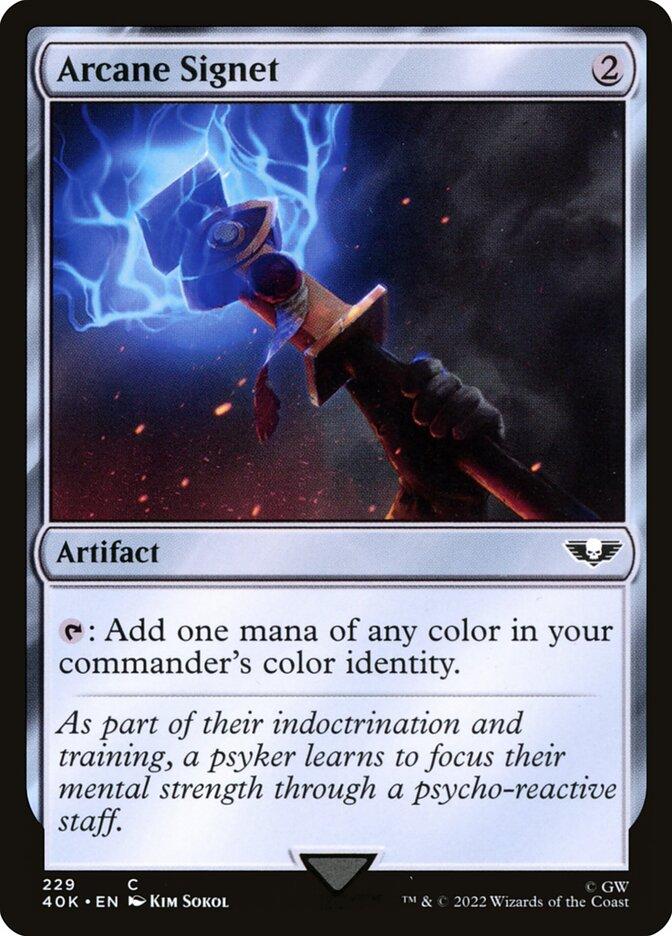 Arcane Signet 2
Artifact
: Add one mana of any color in your
commander's color identity.
As part of their indoctrination and
training, a psyker learns to focus their
mental strength through a psycho-reactive
staff.
229 C © GW
40K • EN Kim Sokol ™ & © 2022 Wizards of the Coast